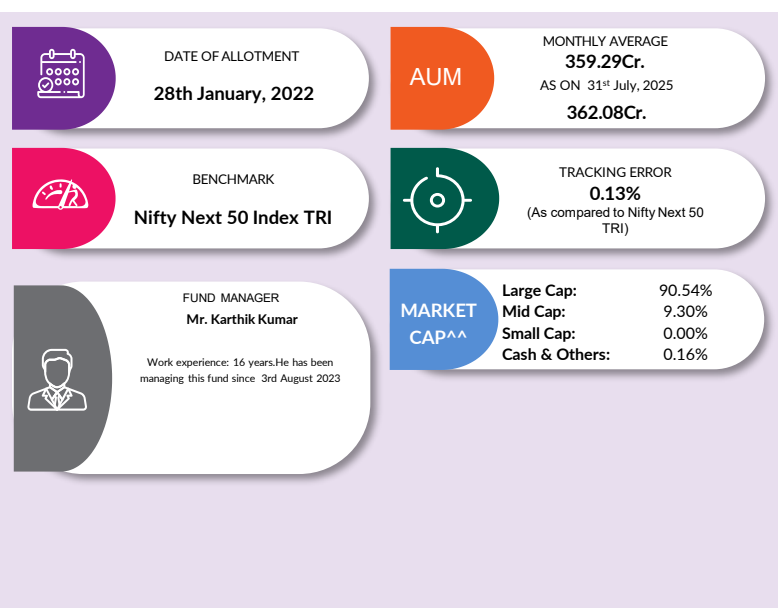 DATE OF ALLOTMENT
28th January, 2022
AUM
MONTHLY AVERAGE
359.29Cr.
AS ON 31st July, 2025
362.08Cr.
BENCHMARK
Nifty Next 50 Index TRI
TRACKING ERROR
0.13%
(As compared to Nifty Next 50
TRI)
FUND MANAGER
Mr. Karthik Kumar
Work experience: 16 years.He has been
managing this fund since 3rd August 2023
MARKET
CAP^^
Large Cap: 90.54%
Mid Cap: 9.30%
Small Cap: 0.00%
Cash & Others: 0.16%